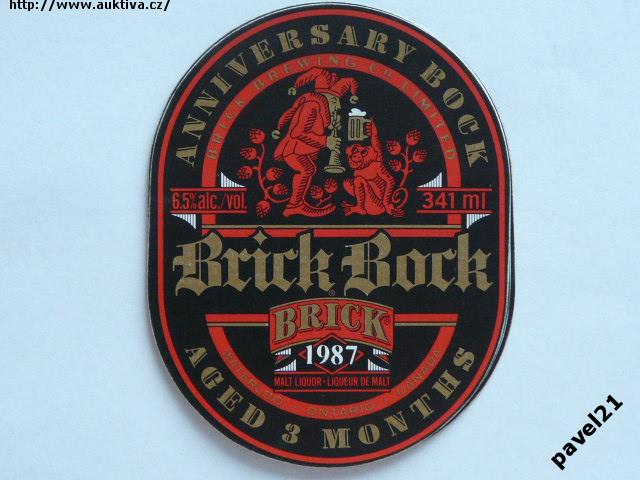 http://www.auktiva.cz/
ANNIVERSARY BOCK
BRICK BREWING Co. LIMITED
6.5% alc./vol.
341 ml
Brick Bock
BRICK
1987
MALT LIQUOR • LIQUEUR DE MALT
WATERLOO - ONTARIO - CANADA
AGED 3 MONTHS
pavel21